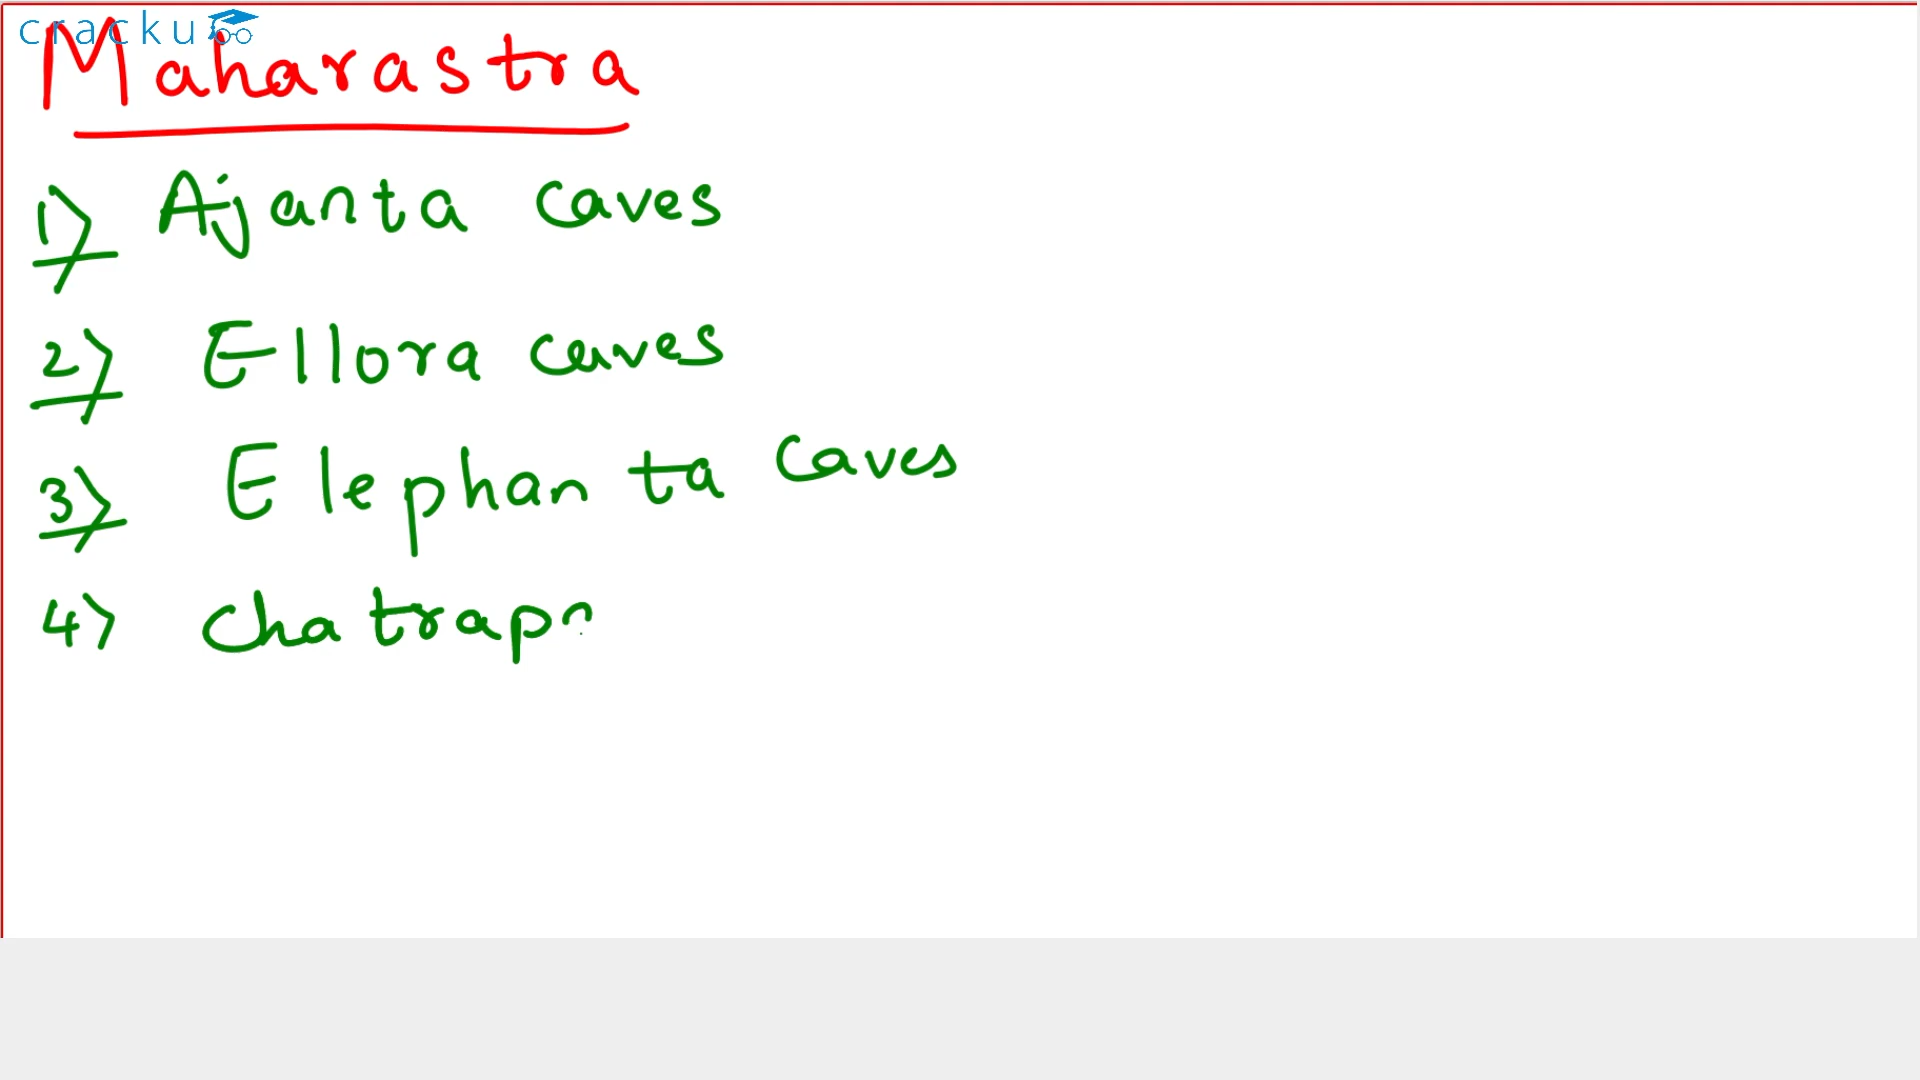 cracku
Maharastra
1) Ajanta caves
2) Ellora caves
3) Elephanta caves
4) Chatrap